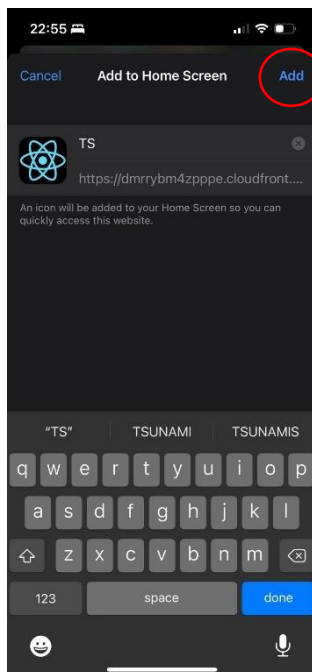 22:55
Cancel Add to Home Screen Add
TS
https://dmrrybm4zpppe.cloudfront....
An icon will be added to your Home Screen so you can
quickly access this website.
"TS" TSUNAMI TSUNAMIS
q w e r t y u i o p
a s d f g h j k l
z x c v b n m
123 space done